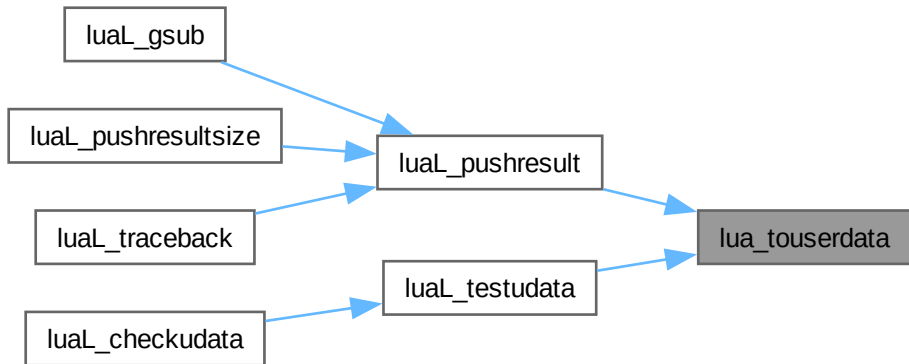 luaL_gsub
luaL_pushresultsize
luaL_pushresult
luaL_traceback
lua_touserdata
luaL_testudata
luaL_checkudata